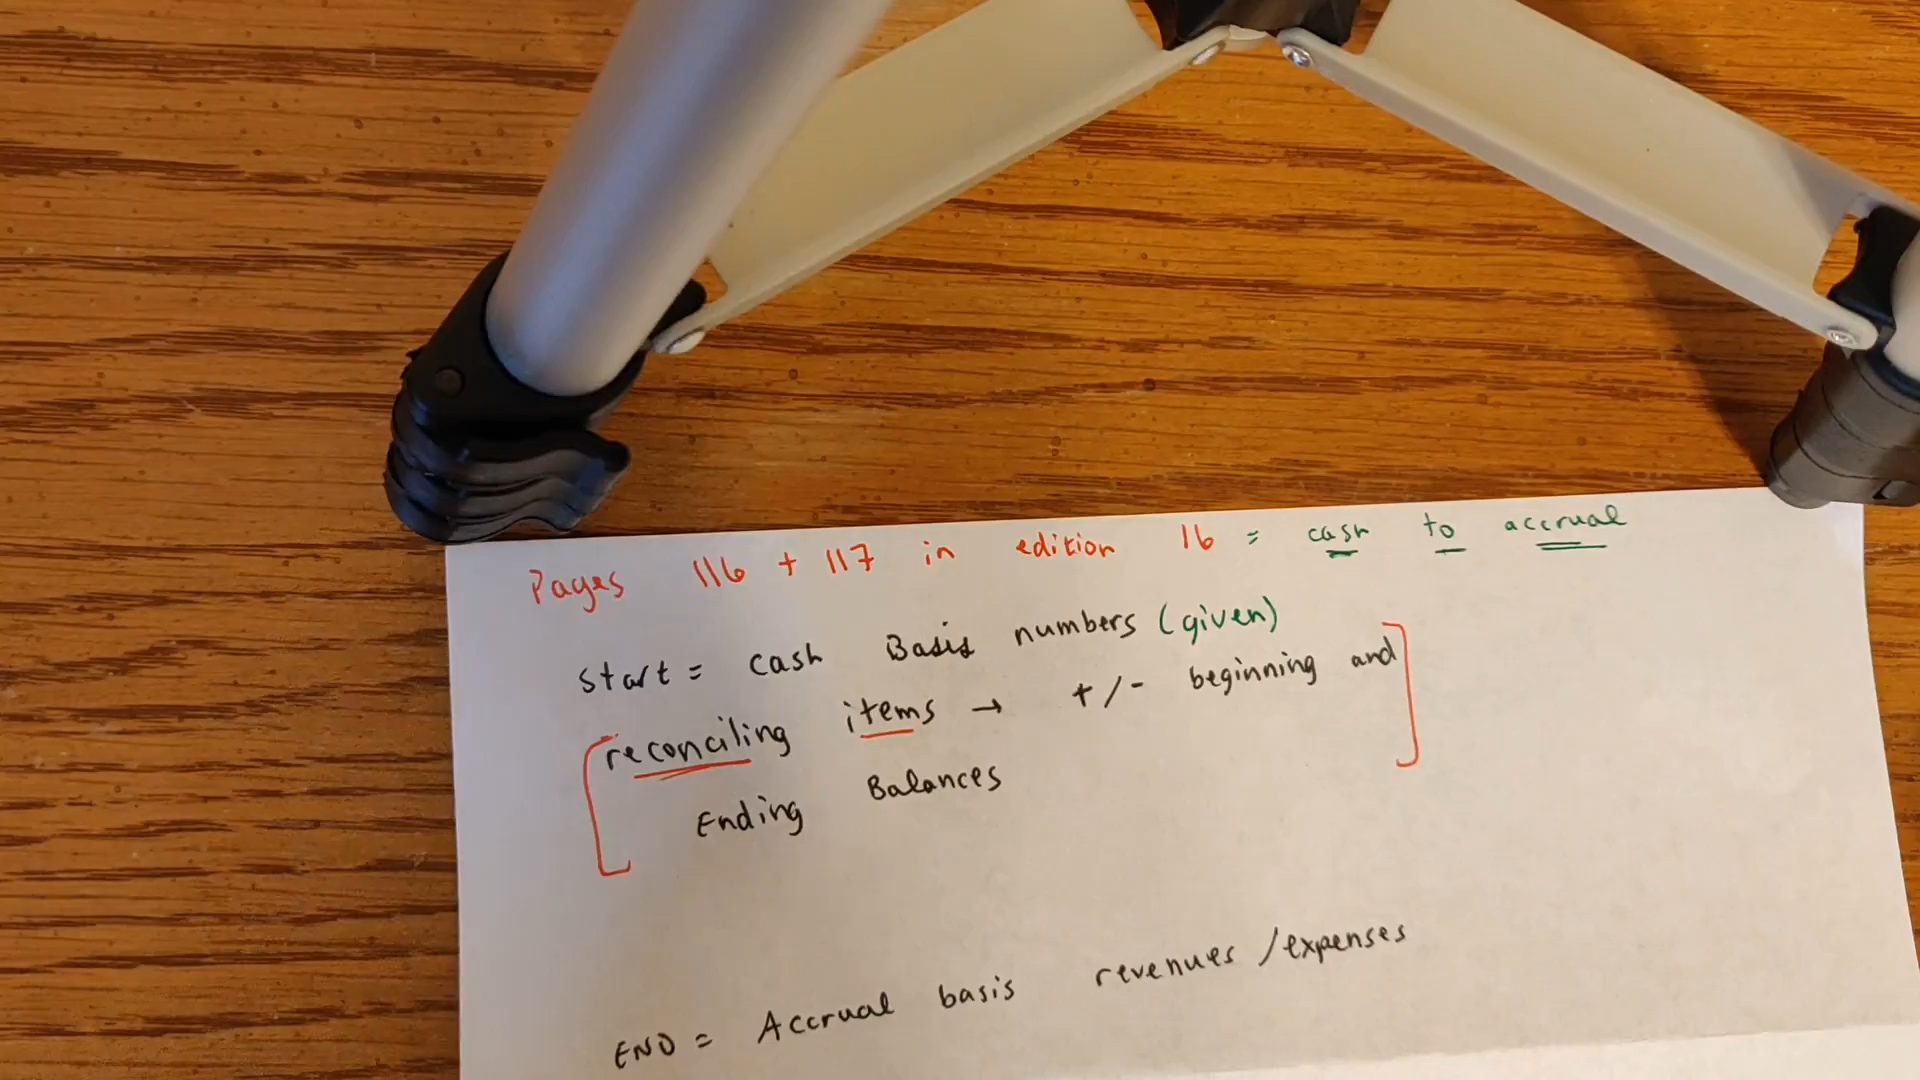 Pages 116 + 117 in edition 16 = cash to accrual
start = cash Basis numbers (given)
reconciling items → +/- beginning and
Ending Balances
END = Accrual basis revenues/expenses